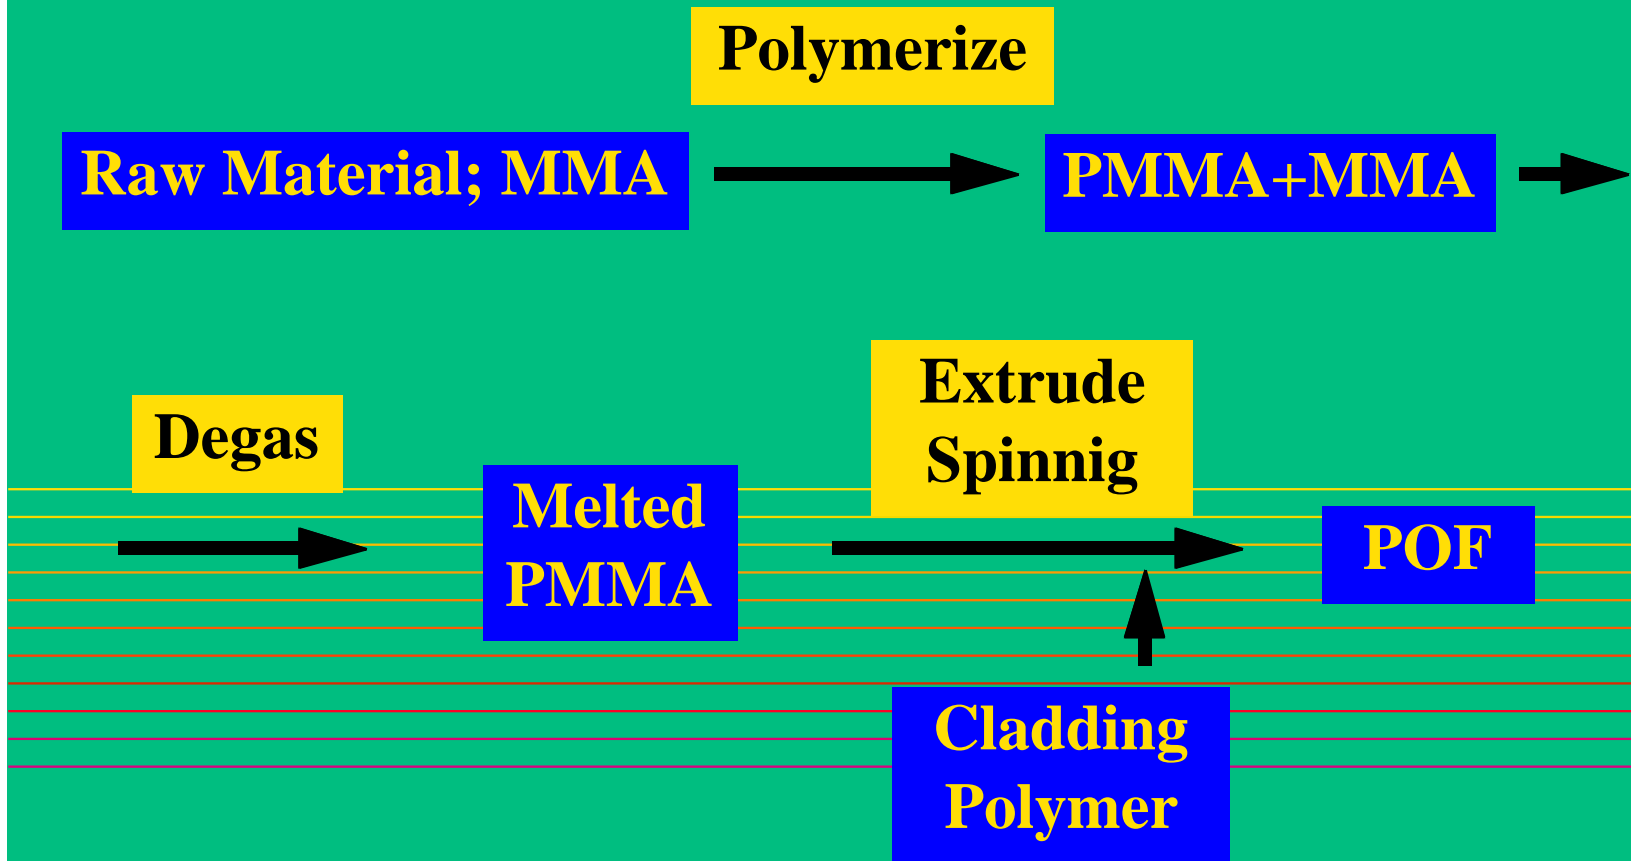 Polymerize
Raw Material; MMA
PMMA+MMA
Degas
Melted
PMMA
Extrude
Spinnig
POF
Cladding
Polymer